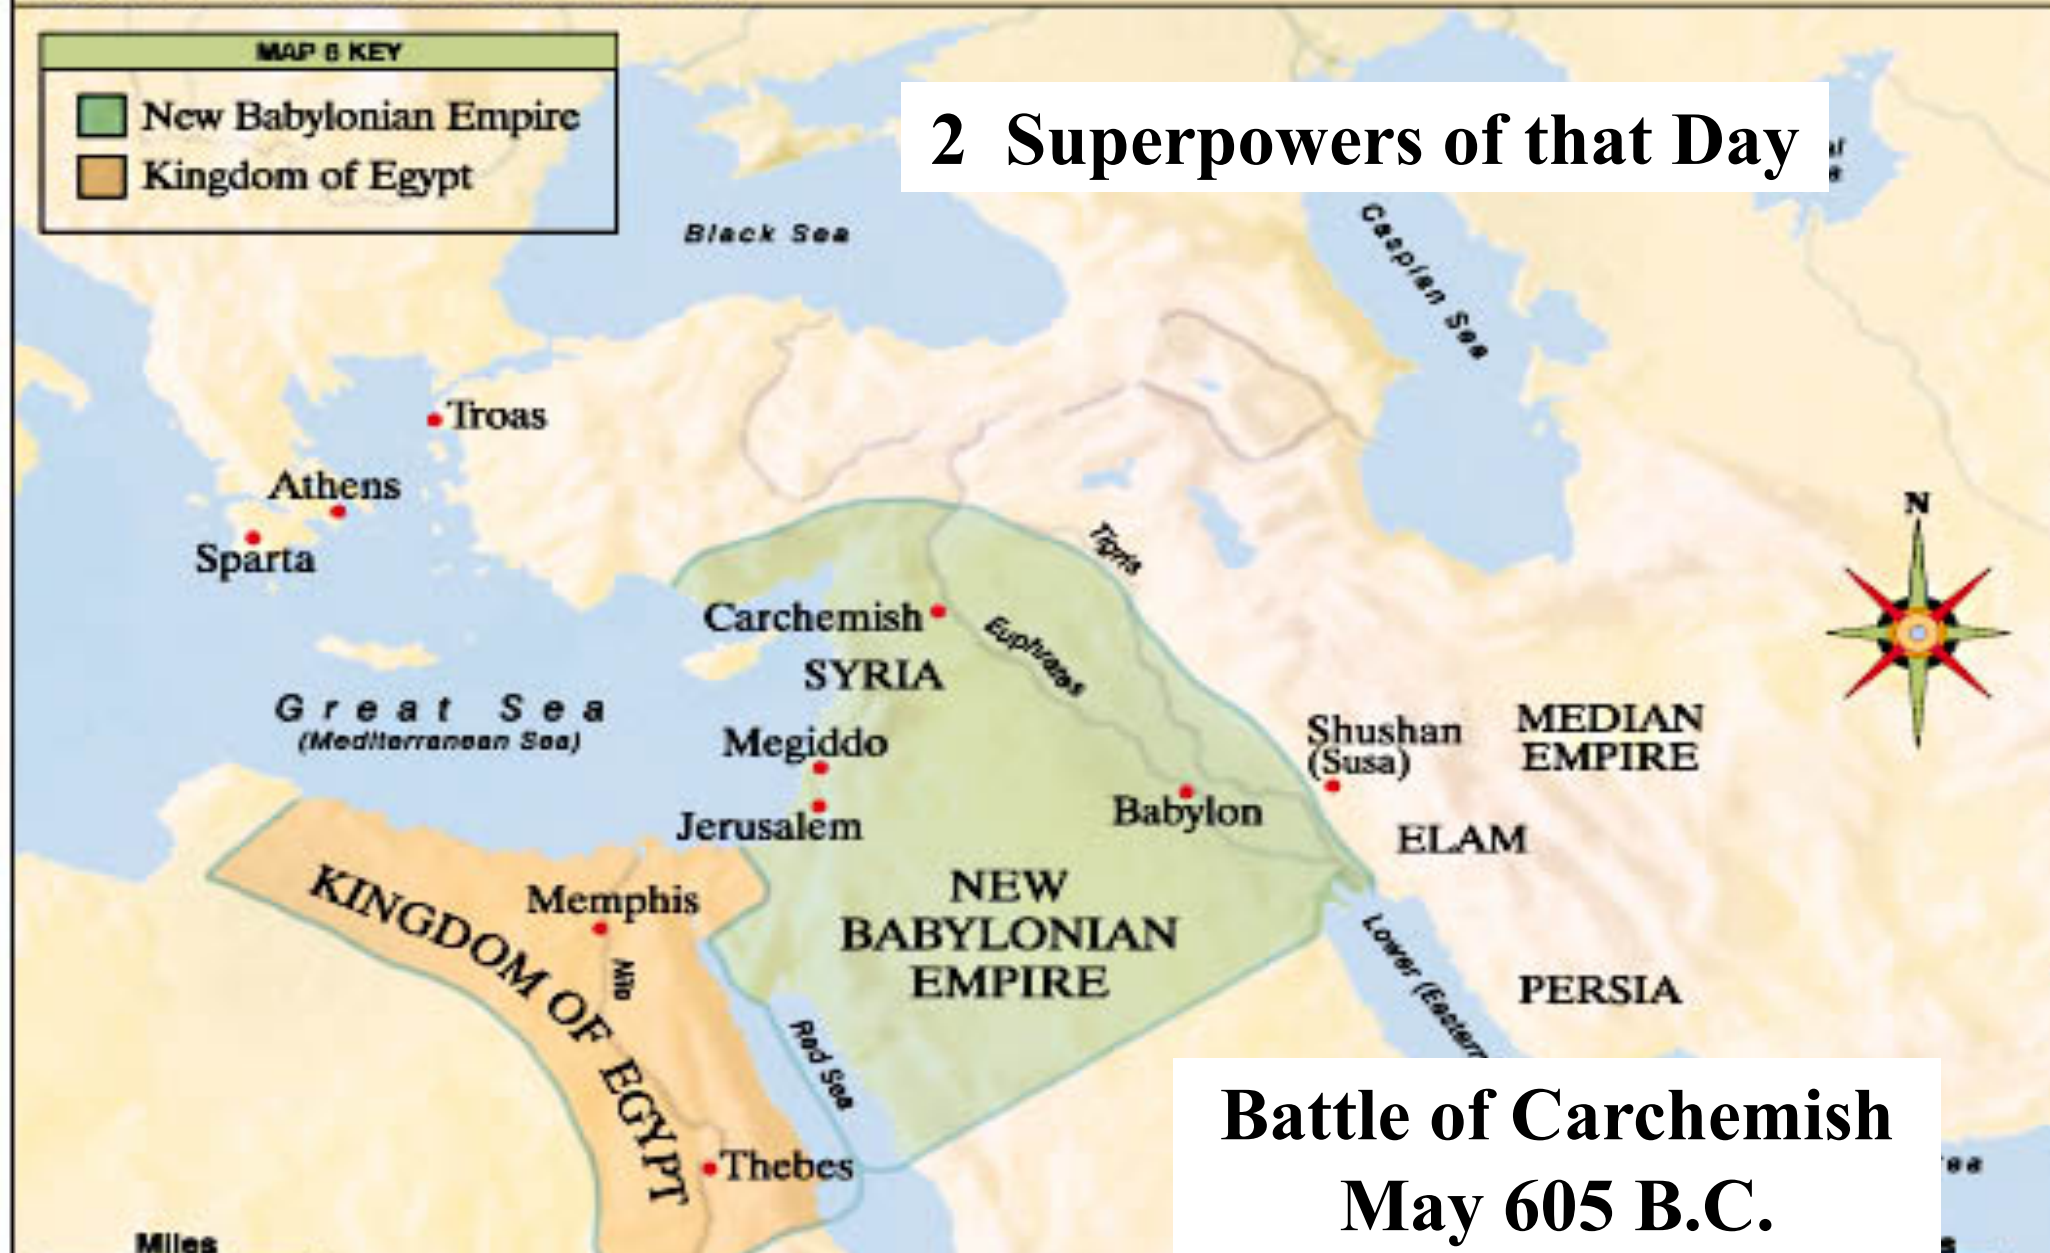 MAP 6 KEY
New Babylonian Empire
Kingdom of Egypt
2 Superpowers of that Day
Black Sea
Caspian Sea
Troas
Athens
Sparta
N
Tigris
Carchemish
Euphrates
SYRIA
Great Sea
(Mediterranean Sea)
Megiddo
Shushan
(Susa)
MEDIAN
EMPIRE
Jerusalem
Babylon
ELAM
KINGDOM OF EGYPT
Memphis
NEW
BABYLONIAN
EMPIRE
Nile
Lower (Eastern
PERSIA
Red Sea
Thebes
Battle of Carchemish
May 605 B.C.
Miles